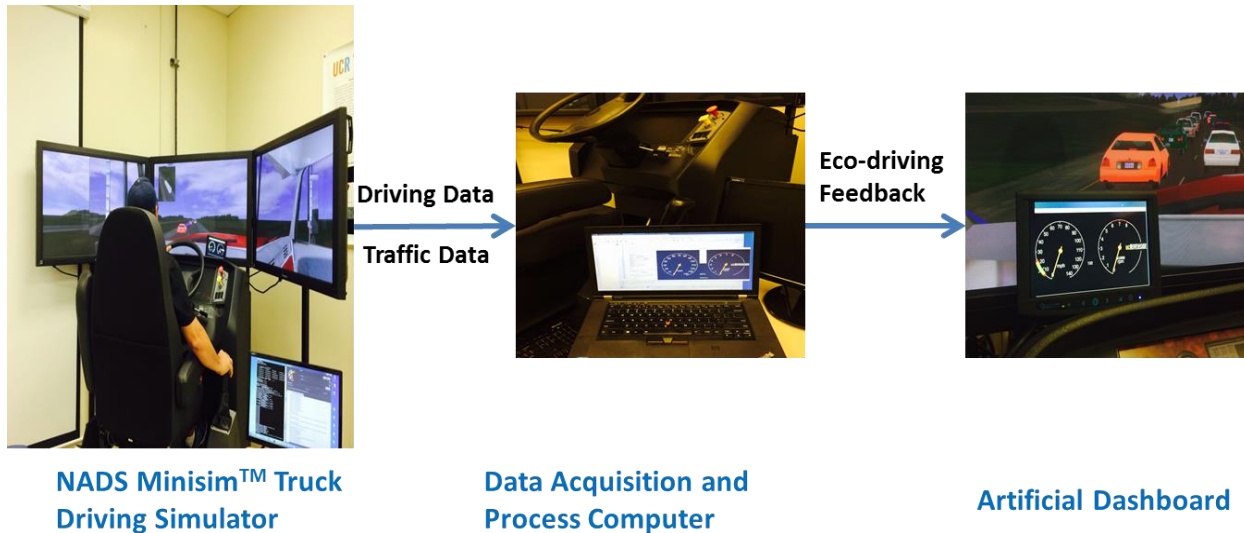 UCR
Driving Data
Traffic Data
Eco-driving
Feedback
NADS Minisim™ Truck
Driving Simulator
Data Acquisition and
Process Computer
Artificial Dashboard